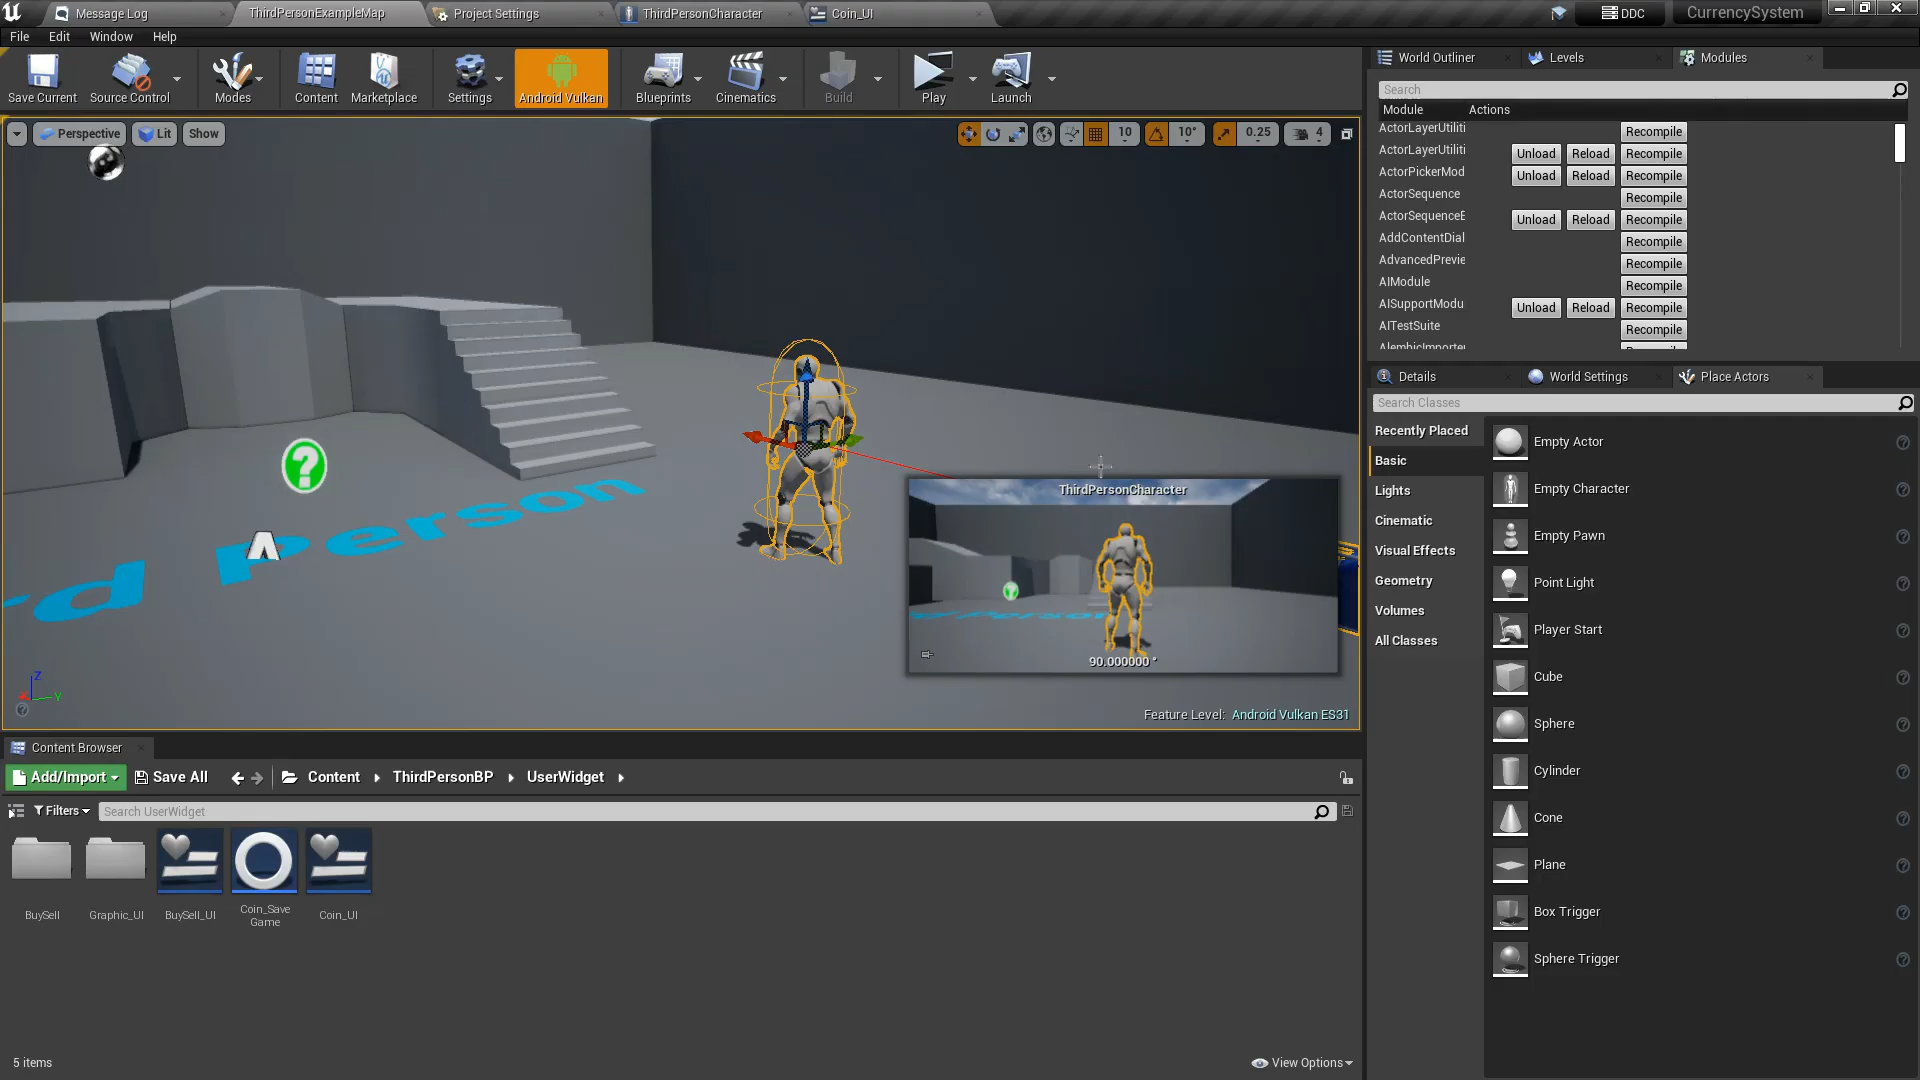 Message Log
ThirdPersonExampleMap
Project Settings
ThirdPersonCharacter
Coin_UI
DDC
CurrencySystem
File
Edit
Window
Help
Save Current
Source Control
Modes
Content
Marketplace
Settings
Android Vulkan
Blueprints
Cinematics
Build
Play
Launch
World Outliner
Levels
Modules
Search
Module
Actions
ActorLayerUtiliti
Recompile
ActorLayerUtiliti
Unload
Reload
Recompile
ActorPickerMod
Unload
Reload
Recompile
ActorSequence
Recompile
ActorSequenceE
Unload
Reload
Recompile
AddContentDial
Recompile
AdvancedPrevie
Recompile
AIModule
Recompile
AISupportModu
Unload
Reload
Recompile
AITestSuite
Recompile
AlembicImporter
Perspective
Lit
Show
10
10°
0.25
4
d Person
ThirdPersonCharacter
90.000000 °
Z
X
Y
Feature Level: Android Vulkan ES31
Details
World Settings
Place Actors
Search Classes
Recently Placed
Basic
Lights
Cinematic
Visual Effects
Geometry
Volumes
All Classes
Empty Actor
Empty Character
Empty Pawn
Point Light
Player Start
Cube
Sphere
Cylinder
Cone
Plane
Box Trigger
Sphere Trigger
Content Browser
Add/Import
Save All
Content
ThirdPersonBP
UserWidget
Filters
Search UserWidget
BuySell
Graphic_UI
BuySell_UI
Coin_Save
Game
Coin_UI
5 items
View Options